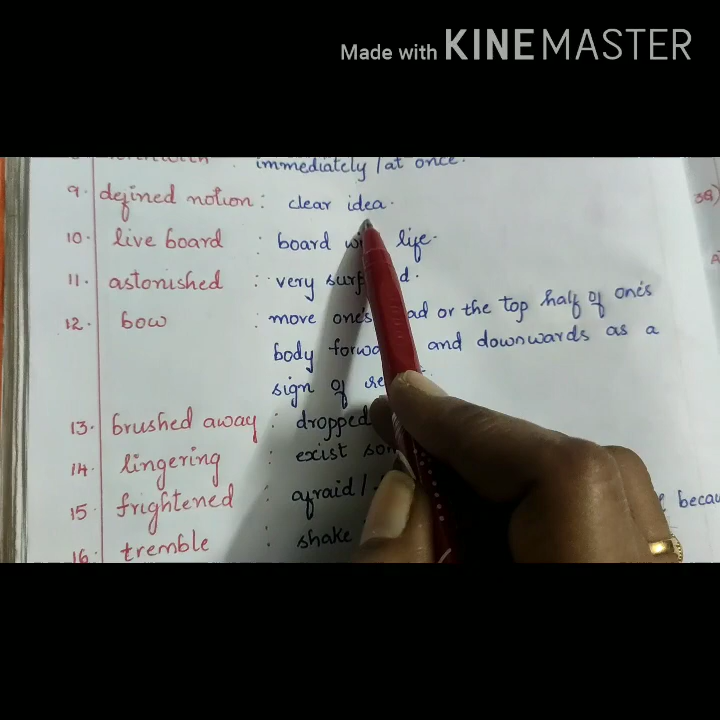 Made with KINEMASTER
immediately / at once.
9. defined notion : clear idea.
10. live board : board life.
11. astonished : very
12. bow : move one's or the top half of one's
body and downwards as a
sign of
13. brushed away : dropped
14. lingering : exist
15. frightened : afraid /
16. tremble : shake